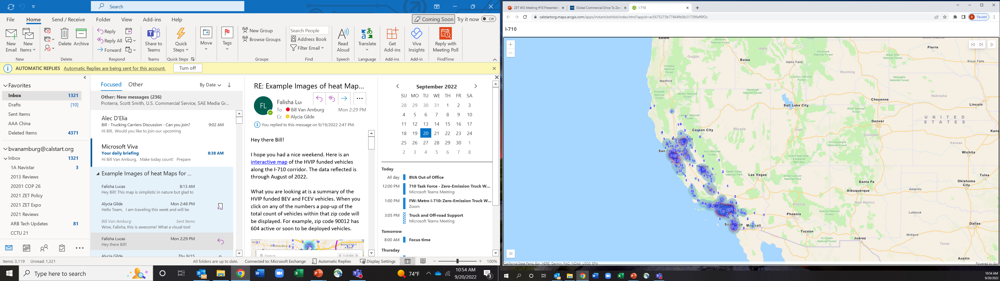 Search
File Home Send / Receive Folder View Add-ins Help
Coming Soon Try it now Off
New Email
New Items
Delete
Archive
Reply
Reply All
Forward
Share to Teams
Quick Steps
Move
Tags
New Group
Browse Groups
Search People
Address Book
Filter Email
Read Aloud
Translate
Get Add-ins
Viva Insights
Reply with Meeting Poll
New Delete Respond Teams Quick Steps Groups Find Speech Language Add-ins Add-in FindTime
AUTOMATIC REPLIES Automatic Replies are being sent for this account. Turn off
Favorites
Inbox 1321
Drafts [10]
Sent Items
AAA China
Deleted Items 4371
bvanamburg@calstart.org
Inbox 1321
1A Navistar 3
2013 Reviews
20201 COP 26
2021 ZET Policy
2021 ZET Expo
2021 Reviews
ARB Tech Updates 81
CCTU 21
Focused Other By Date
Other: New messages (236)
Proterra, Scott Smith, U.S. Commercial Service, SAE Media Gr...
Alec D'Elia
Bill - Trucking Carriers Discussion - Can you join? 9:02 AM
Hi Bill, Would you like to join our upcoming
Microsoft Viva
Your daily briefing 8:38 AM
Hi Bill Van Amburg, Make today count! Prepare
Example Images of heat Maps for ...
Falisha Lucas 8:13 AM
Hey Bill! This map is simplistic in nature but glad to
Alycia Gilde Mon 2:48 PM
Hello Team, I am traveling this week and will be
Bill Van Amburg Sent Items
Wow, Falisha, this is awesome! What a visual tool
Falisha Lucas Mon 2:29 PM
Hey there Bill!
Alycia Gilde Thu 9/15
RE: Example Images of heat Map...
FL
Falisha Lu
To Bill Van Amburg Mon 2:29 PM
Cc Alycia Gilde
You replied to this message on 9/19/2022 2:47 PM.
Hey there Bill!
I hope you had a nice weekend. Here is an
interactive map of the HVIP funded vehicles
along the I-710 corridor. The data reflected is
through August of 2022.
What you are looking at is a summary of the
HVIP funded BEV and FCEV vehicles. When you
click on any of the numbers a pop-up of the
total count of vehicles within that zip code will
be displayed. For example, zip code 90012 has
604 active or soon to be deployed vehicles.
MONTEREY PARK
Zoom to 1 of 606
September 2022
SU MO TU WE TH FR SA
28 29 30 31 1 2 3
4 5 6 7 8 9 10
11 12 13 14 15 16 17
18 19 20 21 22 23 24
25 26 27 28 29 30 1
2 3 4 5 6 7 8
Today
All day BVA Out of Office
12:00 PM 710 Task Force - Zero-Emission Truck W...
Microsoft Teams Meeting
1:00 PM FW: Metro I-710: Zero-Emission Truck W...
Zoom
3:05 PM Truck and Off-road Support
Microsoft Teams Meeting
Tomorrow
8:00 AM Focus time
Thursday
Items: 3,119 Unread: 1,321 All folders are up to date. Connected to: Microsoft Exchange Automatic Replies Display Settings 100%
Type here to search
74°F
10:54 AM
9/20/2022
3
ZET WG Meeting #10 Presentatio
Global Commercial Drive To Zero
I-710
calstartorg.maps.arcgis.com/apps/instant/exhibit/index.html?appid=ac5675273b77464fb0b31739faff8f2c
B Paused
I-710
Salem
Oregon
Idaho
Boise
Idaho Falls
Wyoming
South Dakota
Pierre
Sioux Falls
Medford
Nebraska
Lincoln
Cheyenne
Salt Lake City
UNITED STATES
Denver
Carson City
Nevada
Utah
Colorado
Kansas
Wichita
Las Vegas
Santa Fe
Albuquerque
Amarillo
Oklahoma City
Tulsa
Arizona
New Mexico
Phoenix
Lubbock
Dallas
Tucson
Juárez
Midland
Texas
Austin
California State Parks, Esri, HERE, Garmin, FAO, NOAA, USGS, EPA
Powered by Esri
10:54 AM
9/20/2022